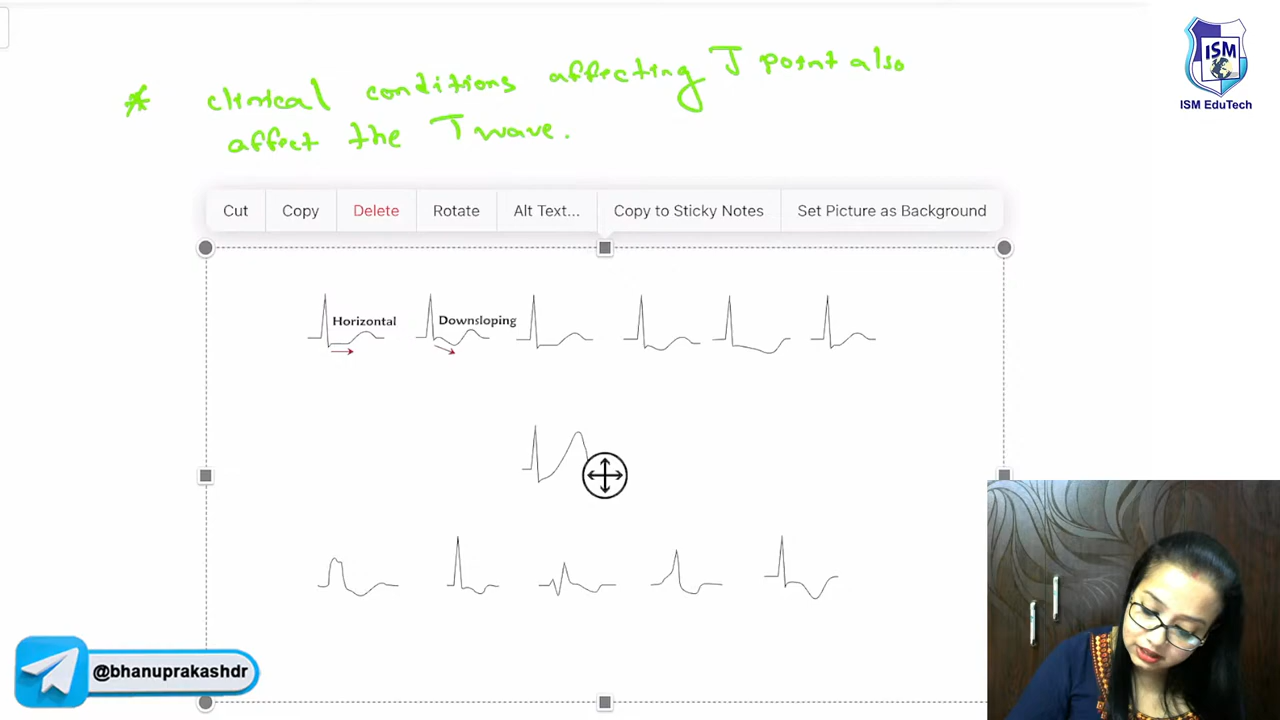 ISM
ISM EduTech
* clinical conditions affecting J point also
affect the T wave.
Cut Copy Delete Rotate Alt Text... Copy to Sticky Notes Set Picture as Background
Horizontal Downsloping
@bhanuprakashdr